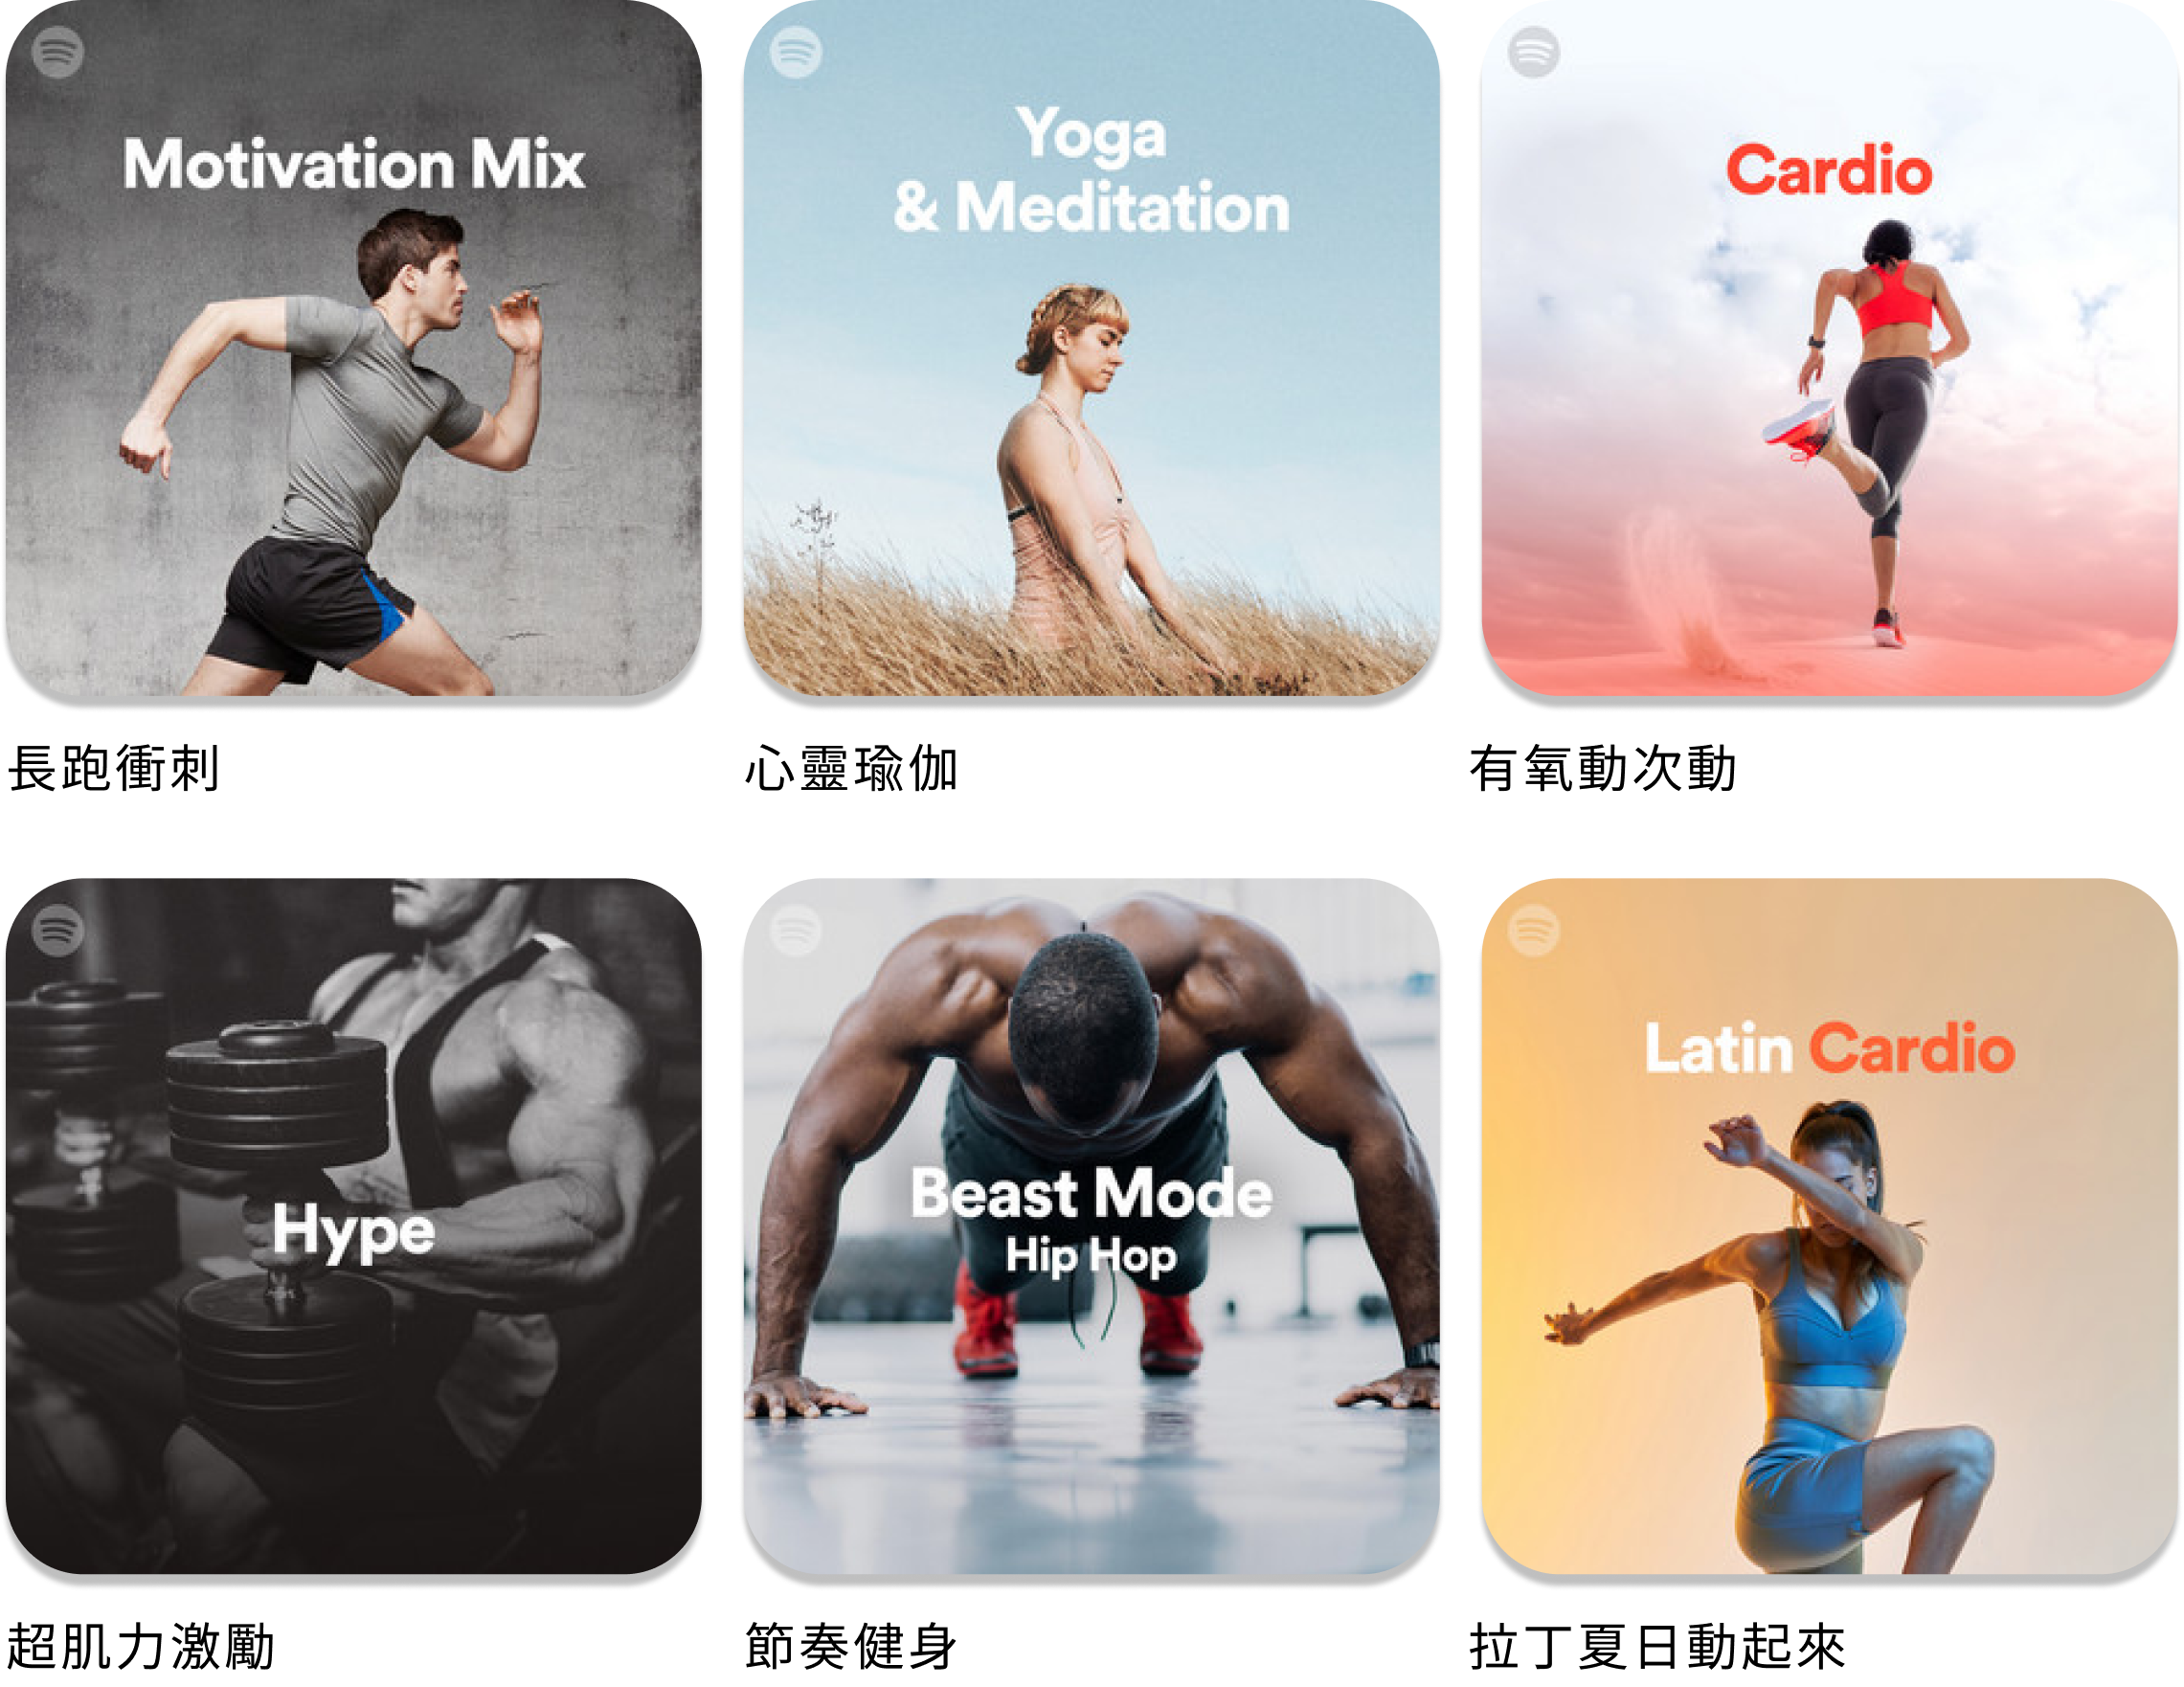 Motivation Mix
Yoga
& Meditation
Cardio
長跑衝刺
心靈瑜伽
有氧動次動
Hype
Beast Mode
Hip Hop
Latin Cardio
超肌力激勵
節奏健身
拉丁夏日動起來